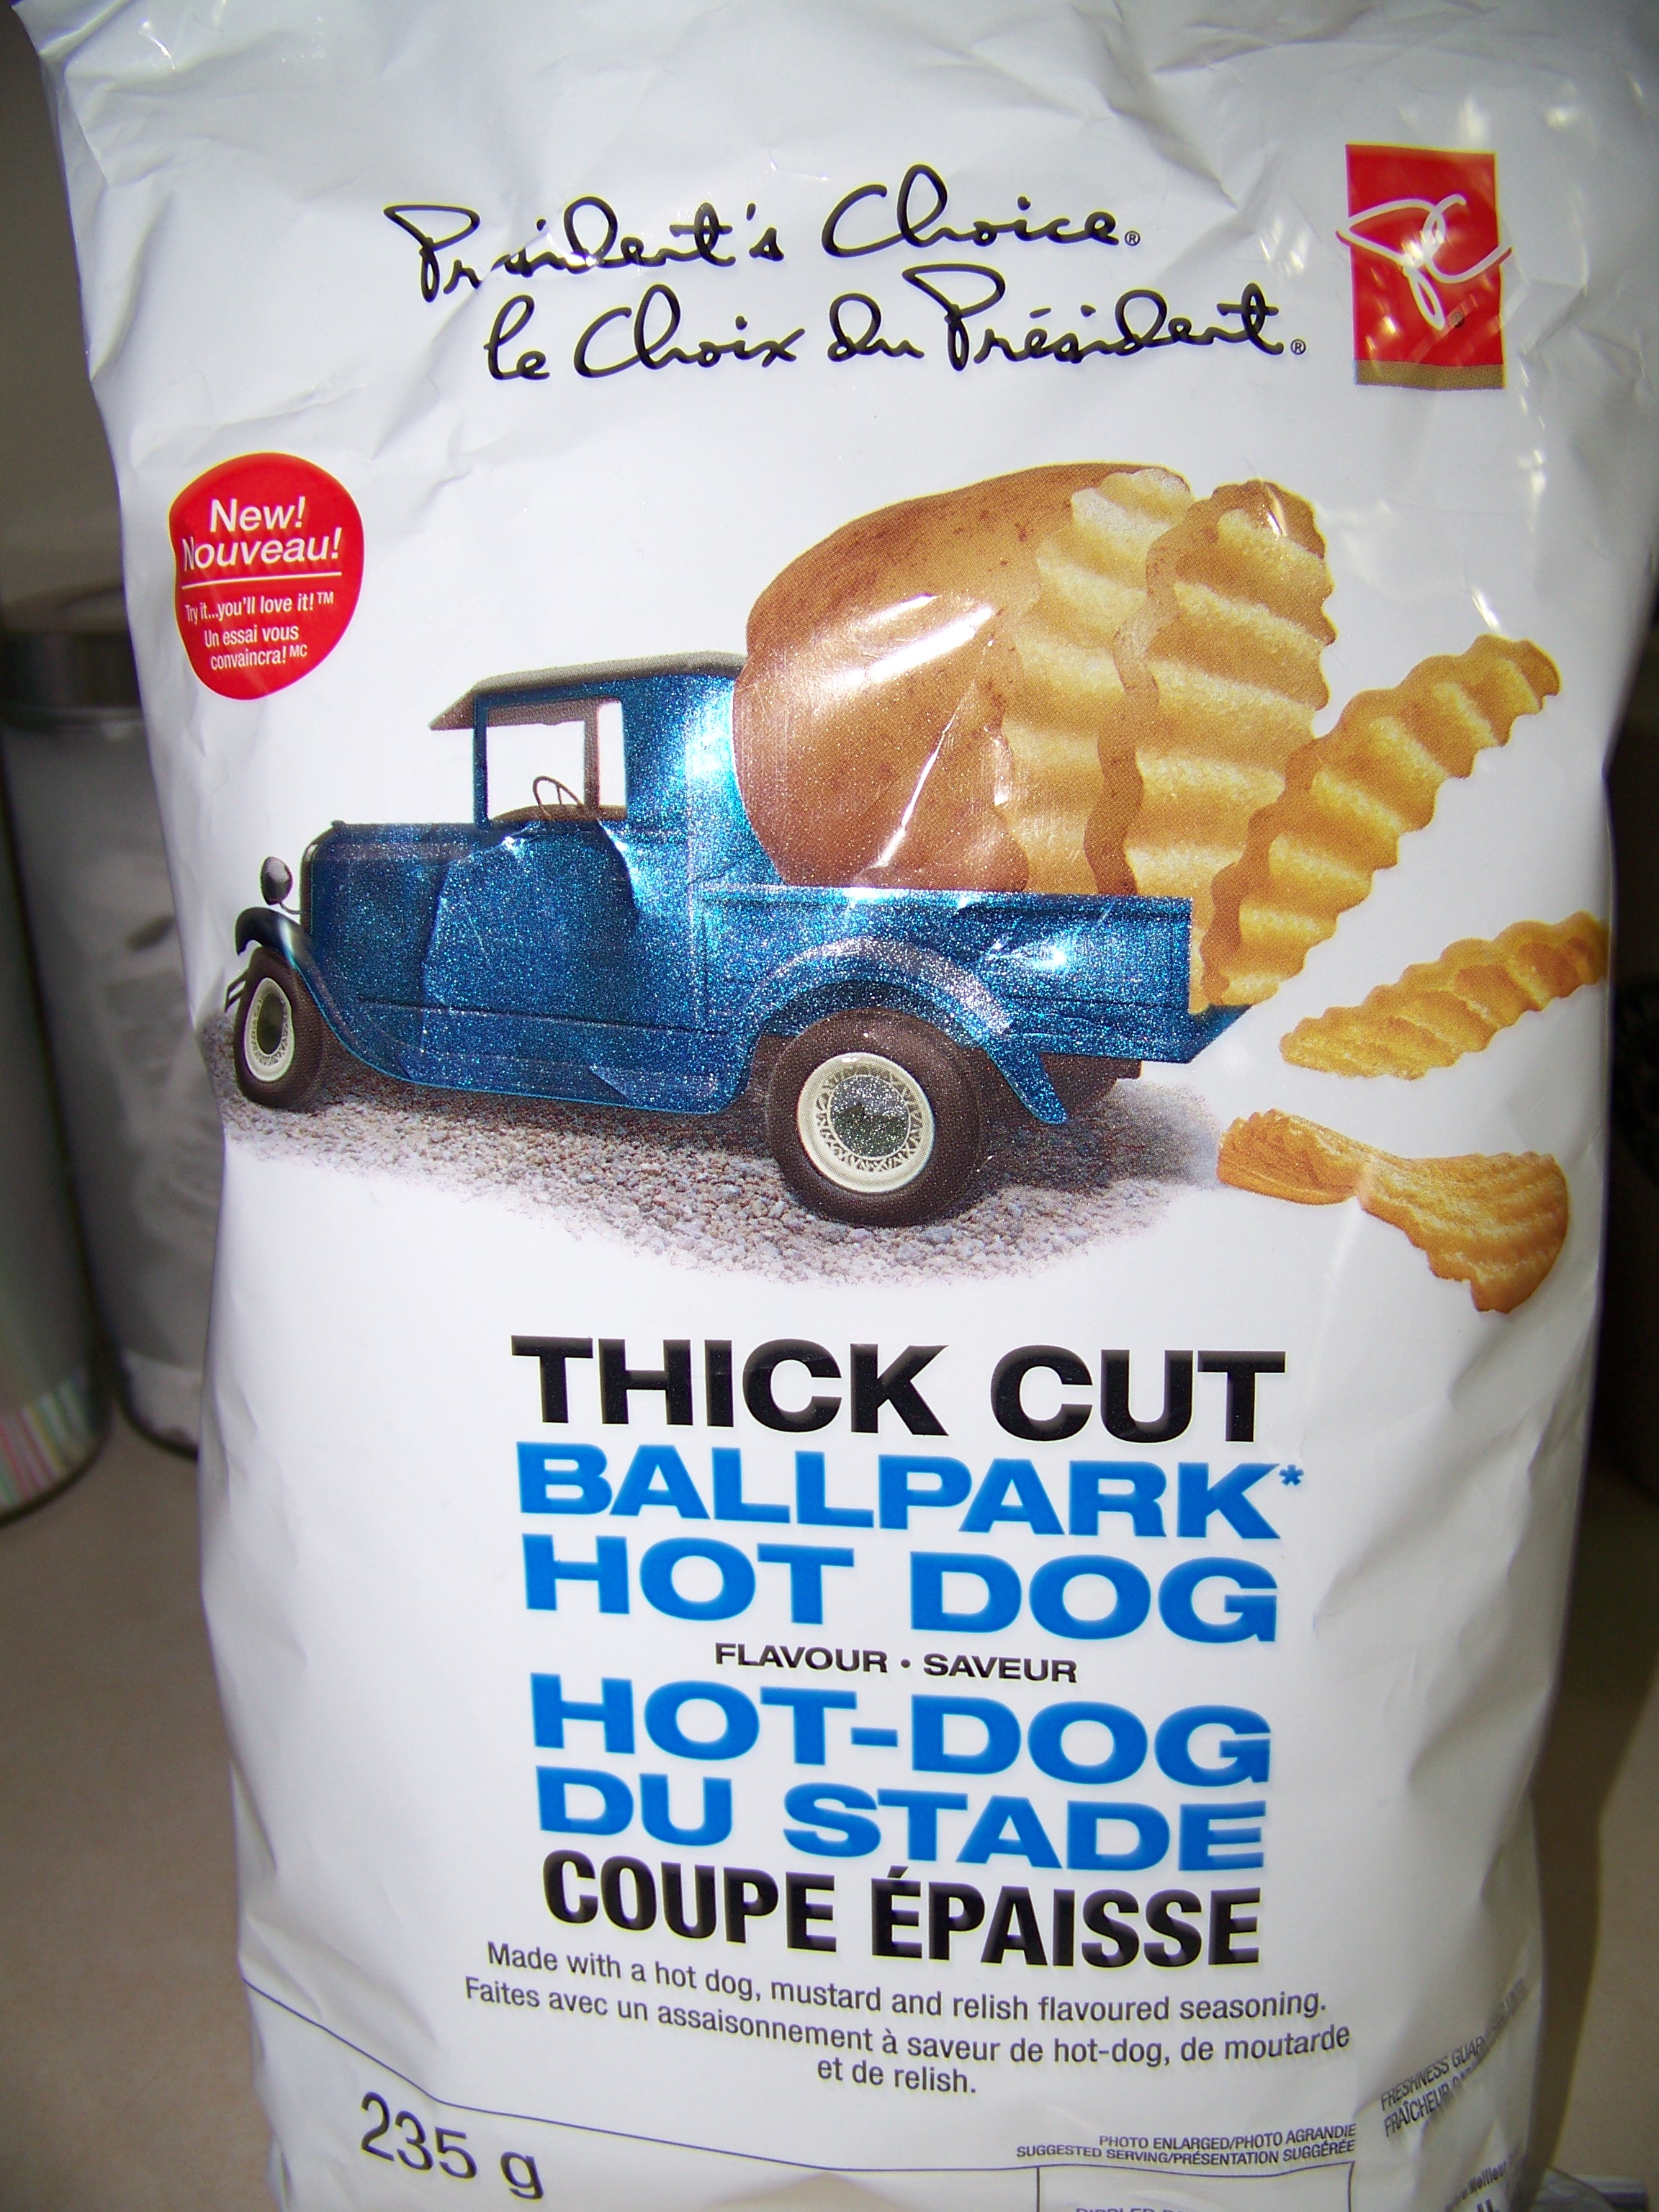 President's Choice®
le Choix du Président®
PC
New!
Nouveau!
Try it...you'll love it!™
Un essai vous
convaincra! MC
THICK CUT
BALLPARK*
HOT DOG
FLAVOUR • SAVEUR
HOT-DOG
DU STADE
COUPE ÉPAISSE
Made with a hot dog, mustard and relish flavoured seasoning.
Faites avec un assaisonnement à saveur de hot-dog, de moutarde
et de relish.
235 g
PHOTO ENLARGED/PHOTO AGRANDIE
SUGGESTED SERVING/PRÉSENTATION SUGGÉRÉE
FRESHNESS
FRAÎCHEUR